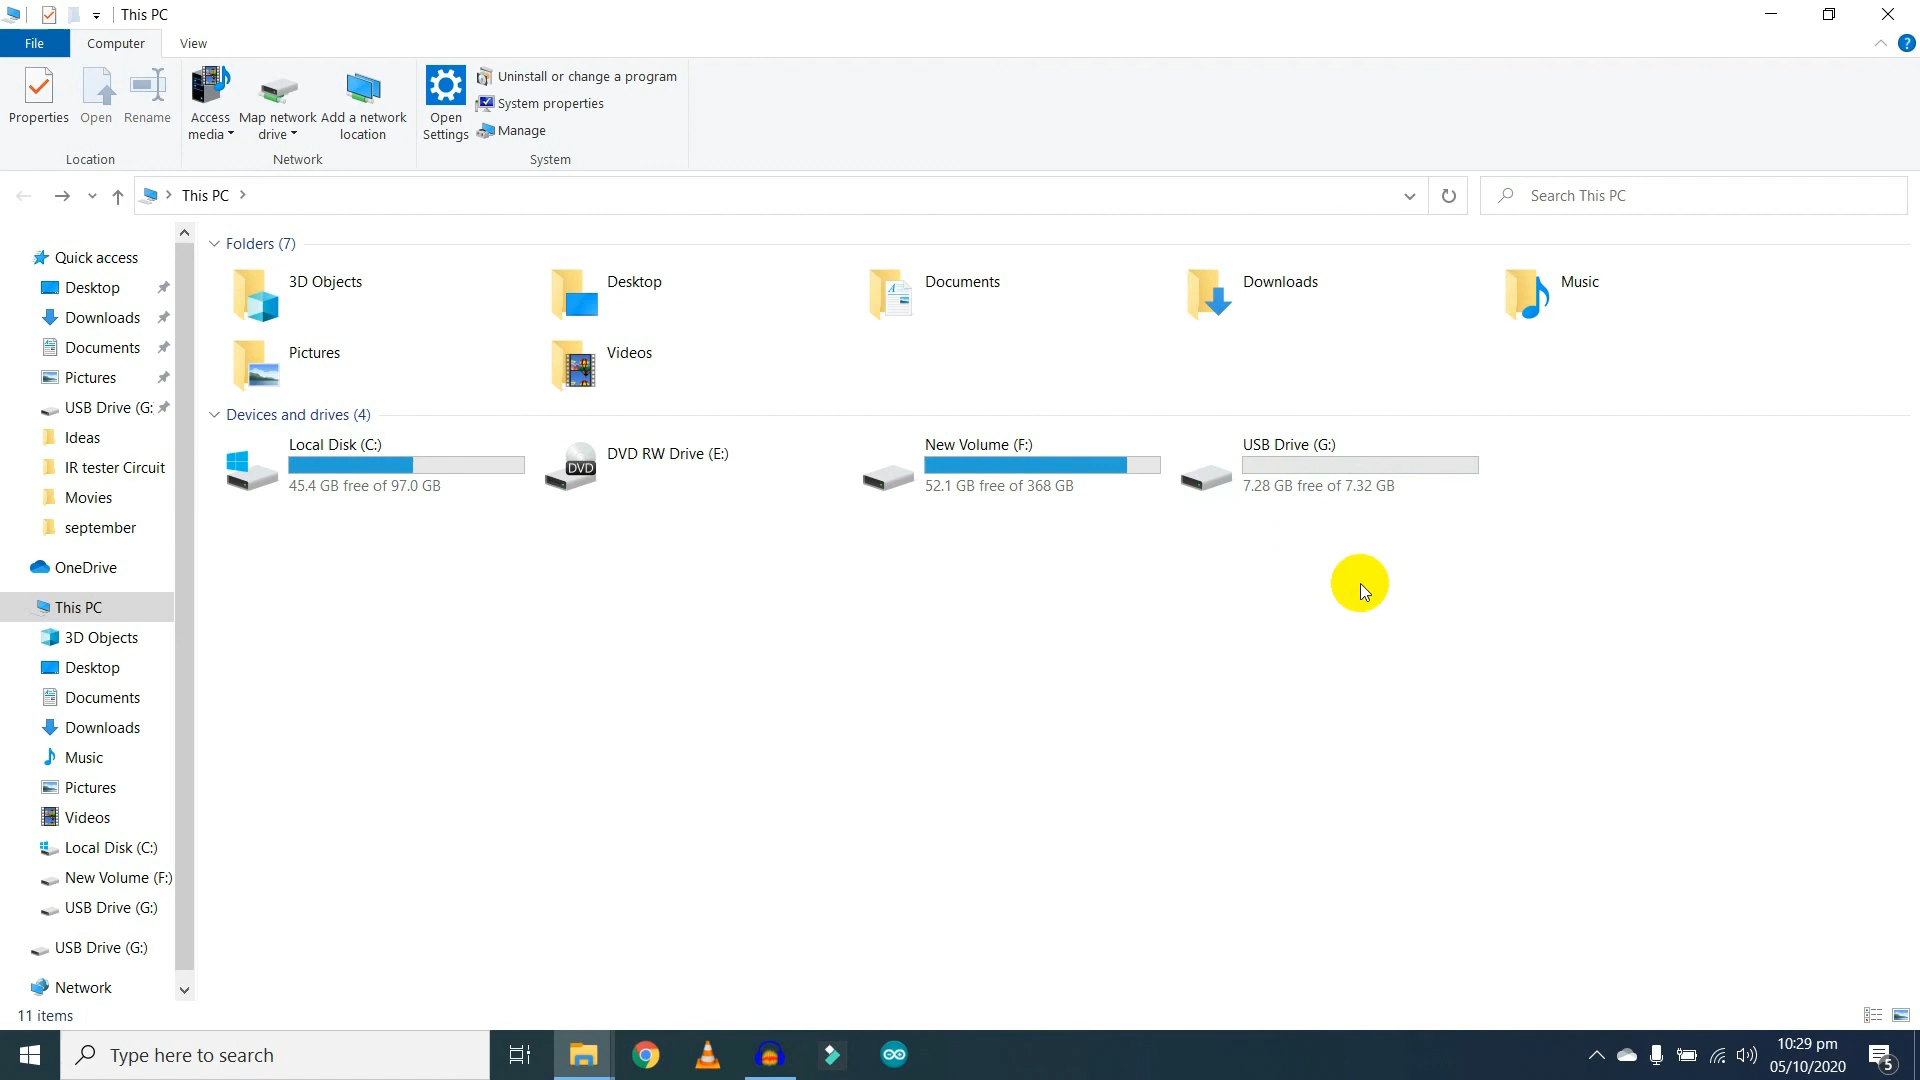 This PC
File Computer View
?
Properties Open Rename
Access media
Map network drive
Add a network location
Open Settings
Uninstall or change a program
System properties
Manage
Location Network System
This PC
Search This PC
Quick access
Desktop
Downloads
Documents
Pictures
USB Drive (G:
Ideas
IR tester Circuit
Movies
september
OneDrive
This PC
3D Objects
Desktop
Documents
Downloads
Music
Pictures
Videos
Local Disk (C:)
New Volume (F:)
USB Drive (G:)
USB Drive (G:)
Network
Folders (7)
3D Objects
Desktop
Documents
Downloads
Music
Pictures
Videos
Devices and drives (4)
Local Disk (C:)
45.4 GB free of 97.0 GB
DVD
DVD RW Drive (E:)
New Volume (F:)
52.1 GB free of 368 GB
USB Drive (G:)
7.28 GB free of 7.32 GB
11 items
Type here to search
10:29 pm
05/10/2020
5